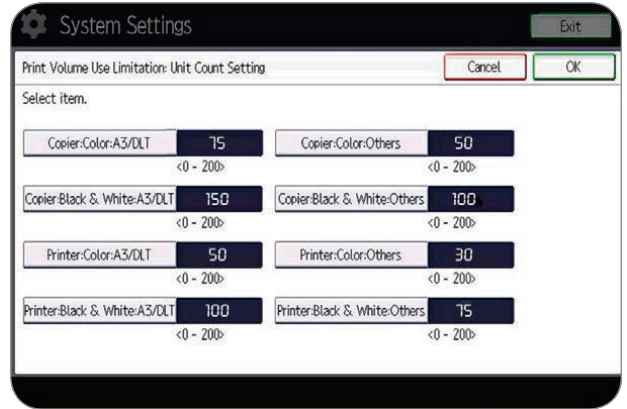 System Settings Exit
Print Volume Use Limitation: Unit Count Setting Cancel OK
Select item.
Copier:Color:A3/DLT 75 Copier:Color:Others 50
<0 - 200> <0 - 200>
Copier:Black & White:A3/DLT 150 Copier:Black & White:Others 100
<0 - 200> <0 - 200>
Printer:Color:A3/DLT 50 Printer:Color:Others 30
<0 - 200> <0 - 200>
Printer:Black & White:A3/DLT 100 Printer:Black & White:Others 75
<0 - 200> <0 - 200>